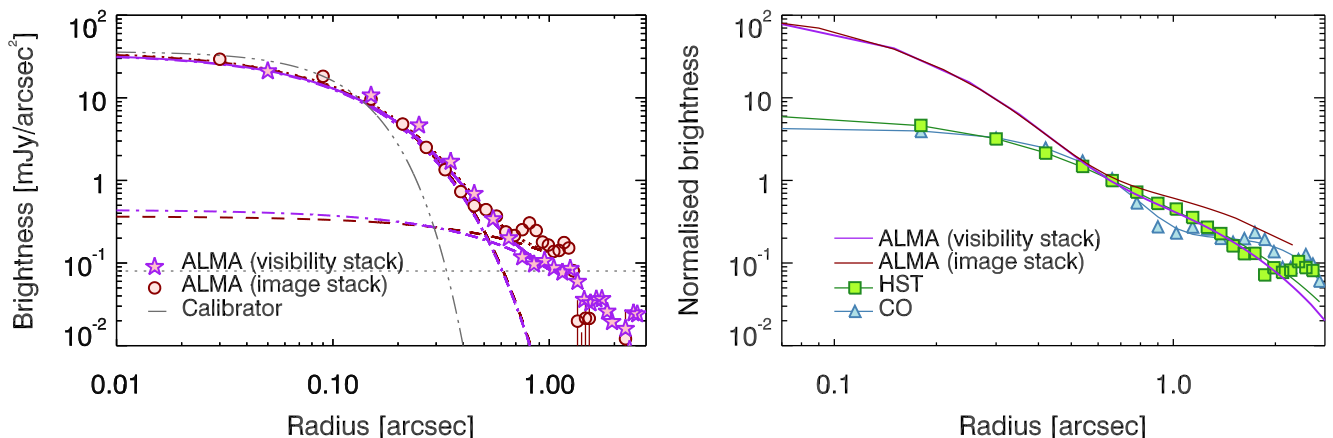 10²
10
1
10⁻¹
10⁻²
Brightness [mJy/arcsec²]
ALMA (visibility stack)
ALMA (image stack)
Calibrator
0.01
0.10
1.00
Radius [arcsec]
10²
10
1
10⁻¹
10⁻²
Normalised brightness
ALMA (visibility stack)
ALMA (image stack)
HST
CO
0.1
1.0
Radius [arcsec]